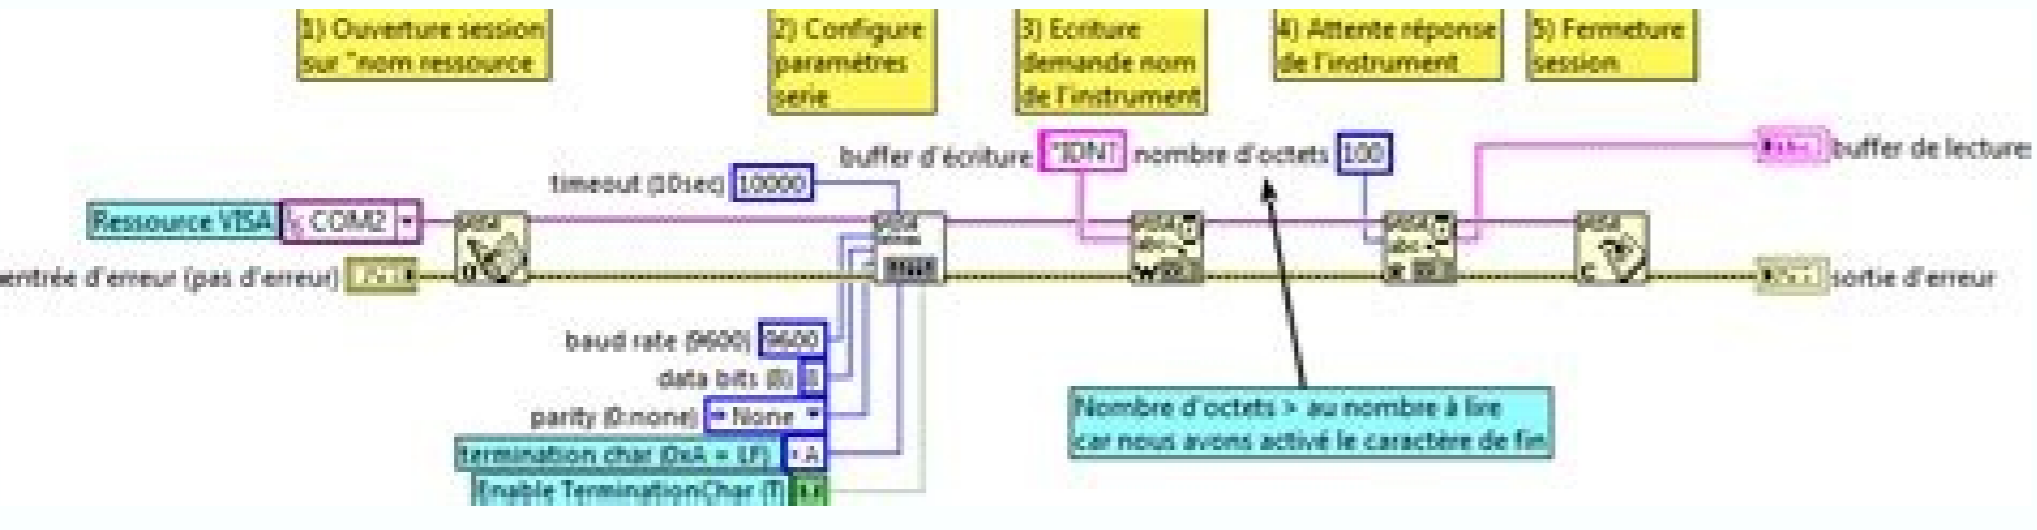 1) Ouverture session
sur "nom ressource
2) Configure
paramètres
serie
3) Ecriture
demande nom
de l'instrument
4) Attente réponse
de l'instrument
5) Fermeture
session
buffer d'écriture
*IDN?
nombre d'octets
100
buffer de lecture
timeout (10sec)
10000
Ressource VISA
COM2
entrée d'erreur (pas d'erreur)
sortie d'erreur
baud rate (9600)
9600
data bits (8)
8
parity (0:none)
None
termination char (0xA = LF)
A
Enable TerminationChar (T)
Nombre d'octets > au nombre à lire
car nous avons activé le caractère de fin